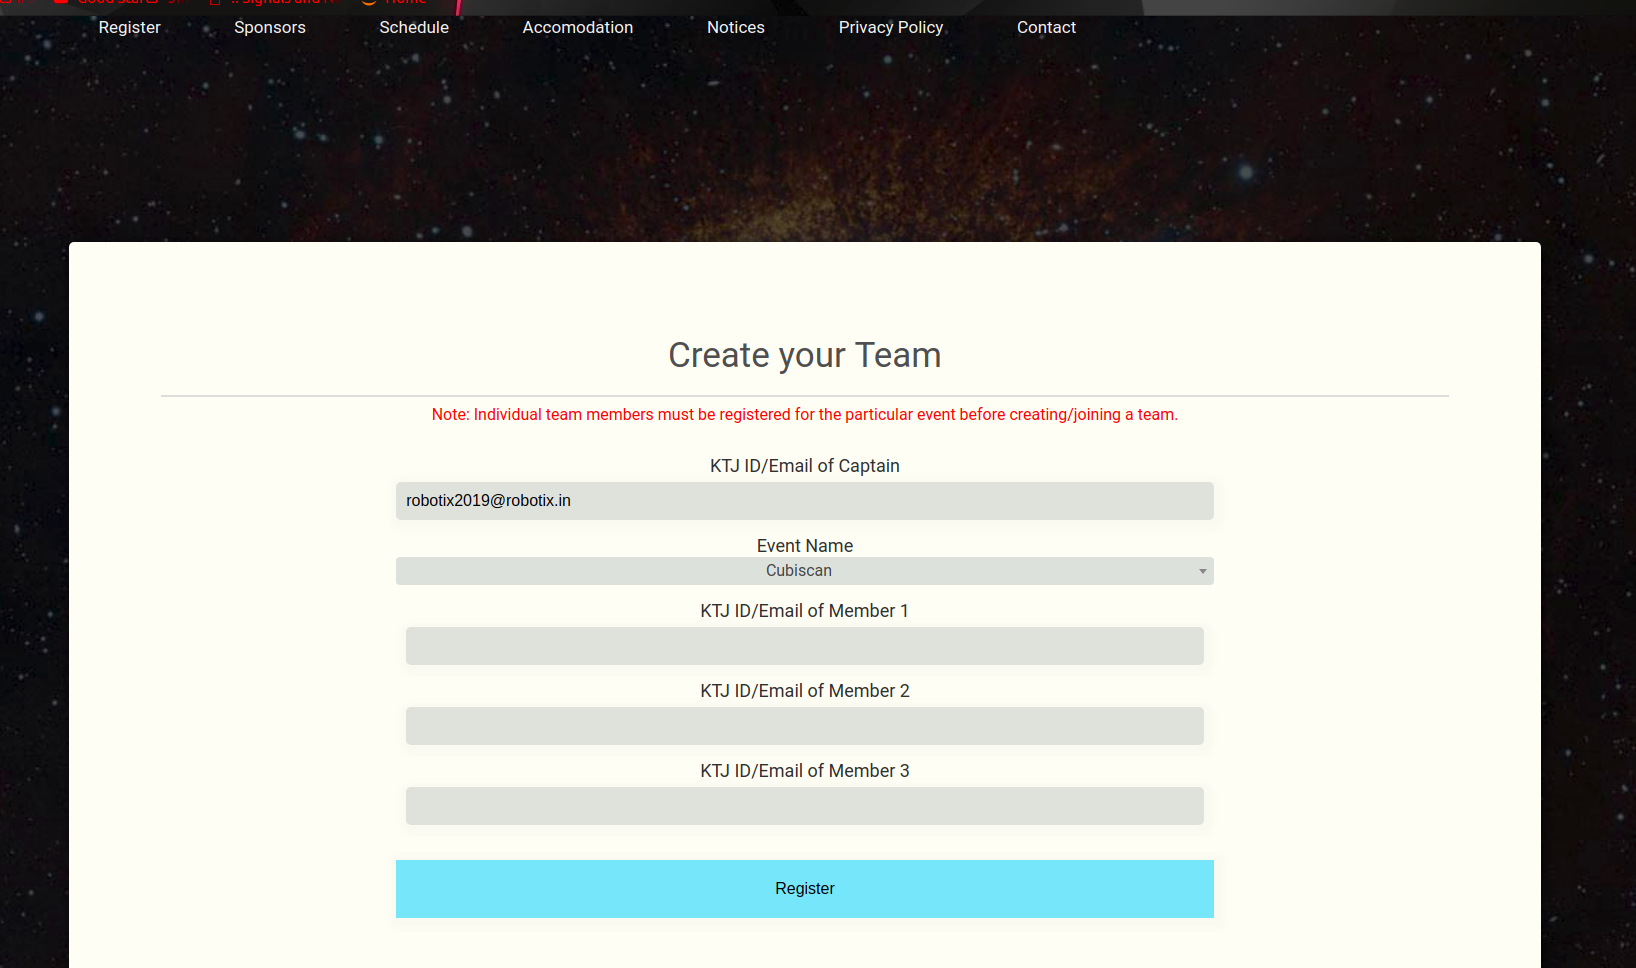 Home
Register Sponsors Schedule Accomodation Notices Privacy Policy Contact
Create your Team
Note: Individual team members must be registered for the particular event before creating/joining a team.
KTJ ID/Email of Captain
robotix2019@robotix.in
Event Name
Cubiscan
KTJ ID/Email of Member 1
KTJ ID/Email of Member 2
KTJ ID/Email of Member 3
Register